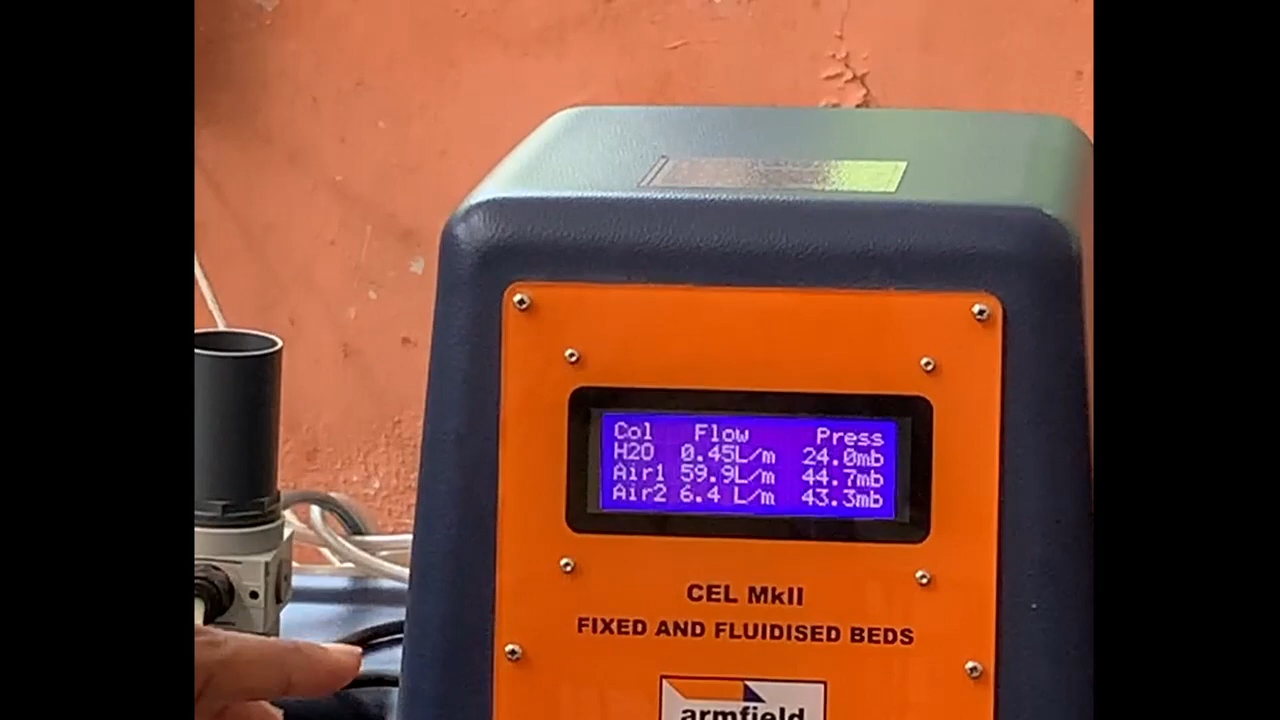 Col Flow Press
H2O 0.45L/m 24.0mb
Air1 59.9L/m 44.7mb
Air2 6.4 L/m 43.3mb
CEL MkII
FIXED AND FLUIDISED BEDS
armfield